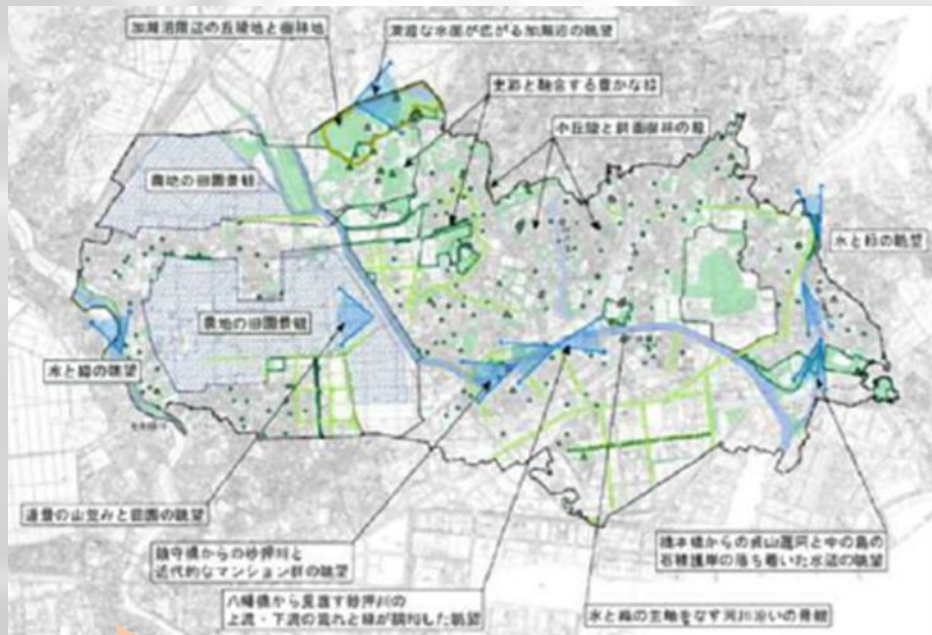 加瀬沼周辺の丘陵地と樹林地
広大な水面が広がる加瀬沼の眺望
史跡と融合する豊かな緑
小丘陵と斜面樹林の緑
農地の田園景観
水と緑の眺望
農地の田園景観
水と緑の眺望
遠景の山並みと田園の眺望
鎮守橋からの砂押川と
近代的なマンション群の眺望
八幡橋から見渡す砂押川の
上流・下流の流れと緑が調和した眺望
橋本橋からの貞山運河と中の島の
石積護岸の落ち着いた水辺の眺望
水と緑の主軸をなす河川沿いの景観